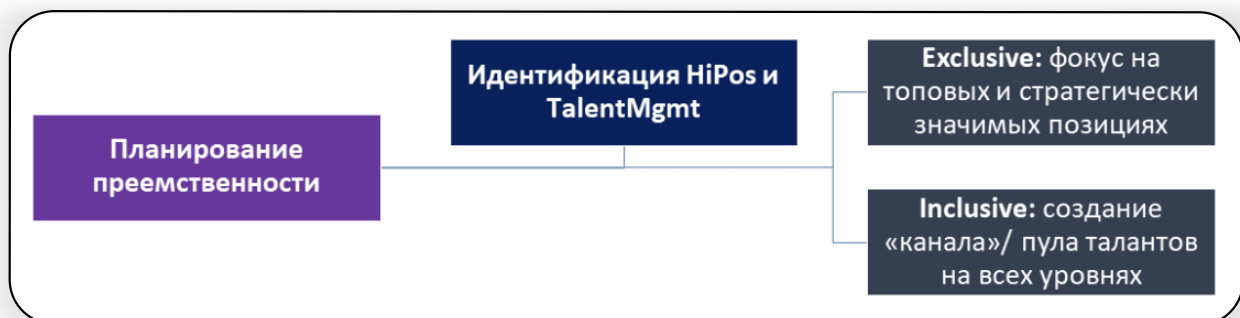 Планирование
преемственности
Идентификация HiPos и
TalentMgmt
Exclusive: фокус на
топовых и стратегически
значимых позициях
Inclusive: создание
«канала»/ пула талантов
на всех уровнях